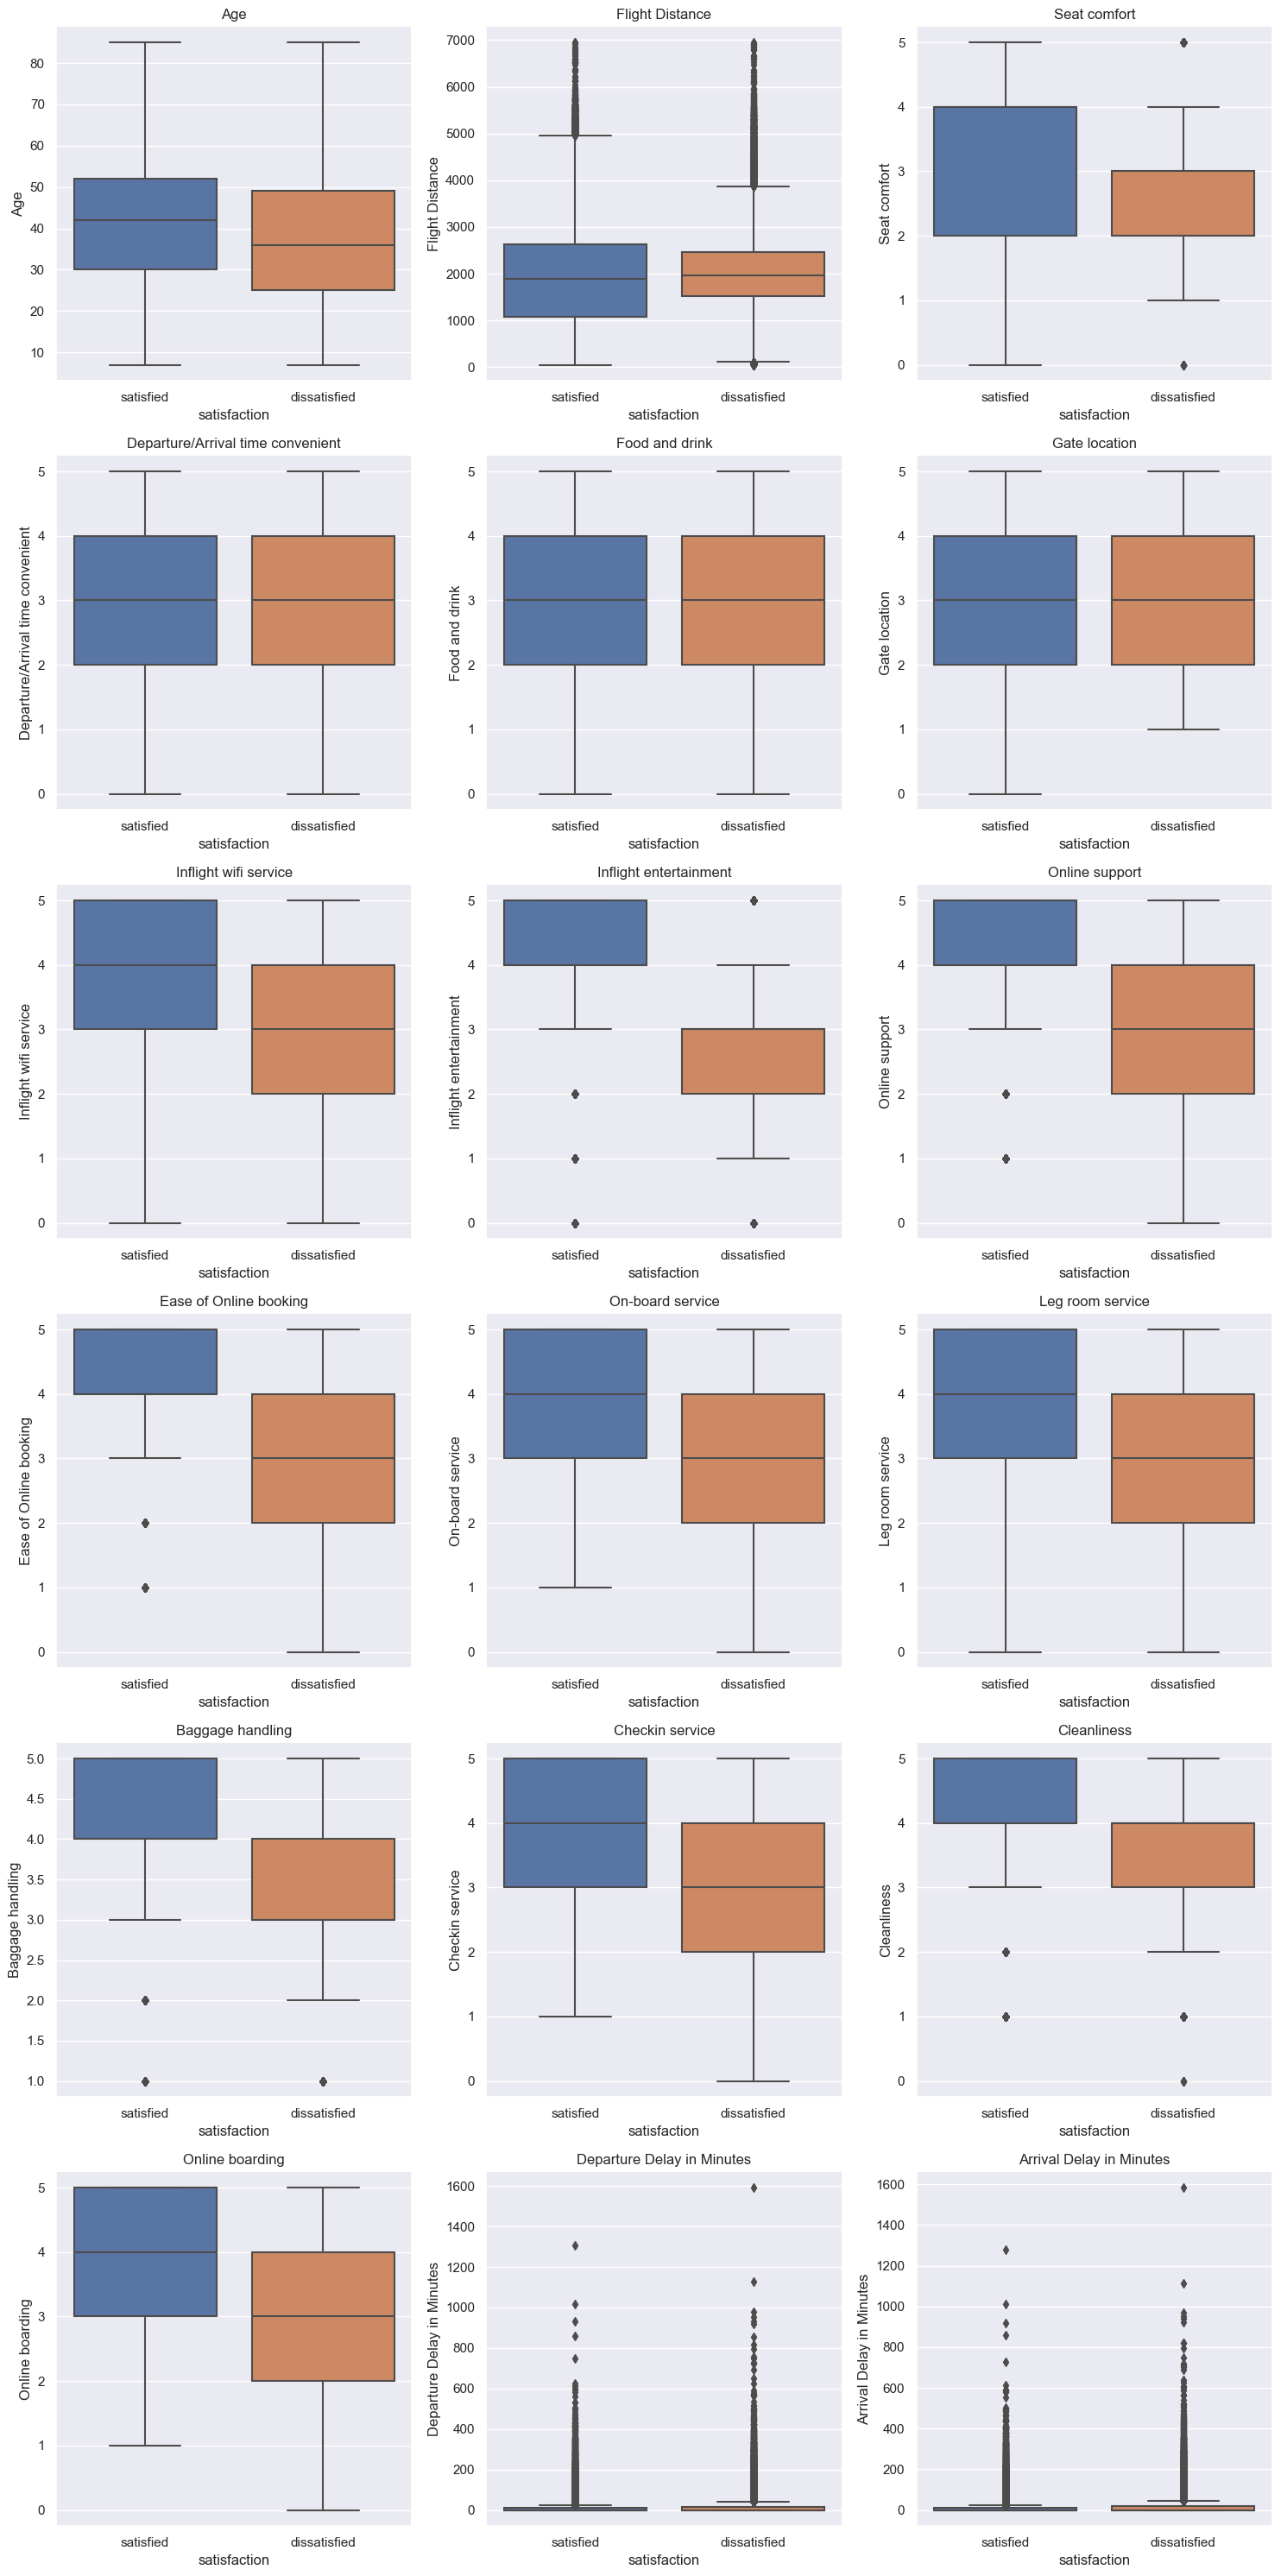 Age
Age
80
70
60
50
40
30
20
10
satisfied dissatisfied
satisfaction
Flight Distance
Flight Distance
7000
6000
5000
4000
3000
2000
1000
0
satisfied dissatisfied
satisfaction
Seat comfort
Seat comfort
5
4
3
2
1
0
satisfied dissatisfied
satisfaction
Departure/Arrival time convenient
Departure/Arrival time convenient
5
4
3
2
1
0
satisfied dissatisfied
satisfaction
Food and drink
Food and drink
5
4
3
2
1
0
satisfied dissatisfied
satisfaction
Gate location
Gate location
5
4
3
2
1
0
satisfied dissatisfied
satisfaction
Inflight wifi service
Inflight wifi service
5
4
3
2
1
0
satisfied dissatisfied
satisfaction
Inflight entertainment
Inflight entertainment
5
4
3
2
1
0
satisfied dissatisfied
satisfaction
Online support
Online support
5
4
3
2
1
0
satisfied dissatisfied
satisfaction
Ease of Online booking
Ease of Online booking
5
4
3
2
1
0
satisfied dissatisfied
satisfaction
On-board service
On-board service
5
4
3
2
1
0
satisfied dissatisfied
satisfaction
Leg room service
Leg room service
5
4
3
2
1
0
satisfied dissatisfied
satisfaction
Baggage handling
Baggage handling
5.0
4.5
4.0
3.5
3.0
2.5
2.0
1.5
1.0
satisfied dissatisfied
satisfaction
Checkin service
Checkin service
5
4
3
2
1
0
satisfied dissatisfied
satisfaction
Cleanliness
Cleanliness
5
4
3
2
1
0
satisfied dissatisfied
satisfaction
Online boarding
Online boarding
5
4
3
2
1
0
satisfied dissatisfied
satisfaction
Departure Delay in Minutes
Departure Delay in Minutes
1600
1400
1200
1000
800
600
400
200
0
satisfied dissatisfied
satisfaction
Arrival Delay in Minutes
Arrival Delay in Minutes
1600
1400
1200
1000
800
600
400
200
0
satisfied dissatisfied
satisfaction